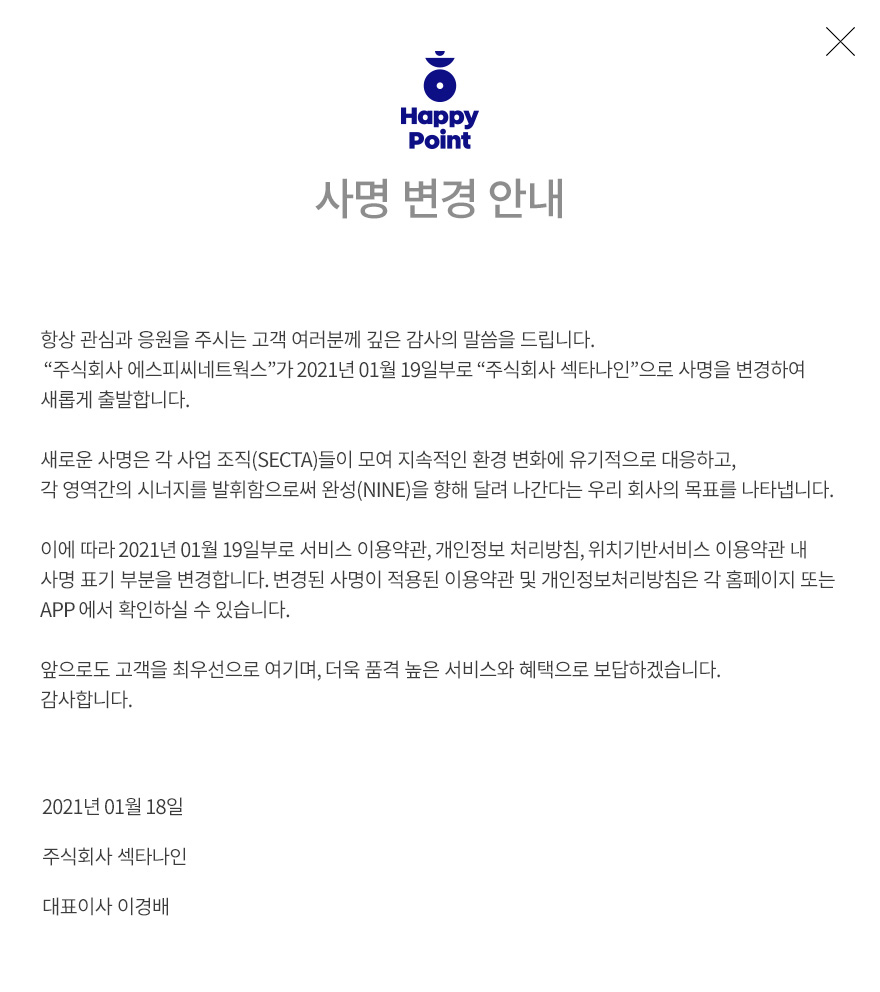 Happy
Point
사명 변경 안내
항상 관심과 응원을 주시는 고객 여러분께 깊은 감사의 말씀을 드립니다.
“주식회사 에스피씨네트웍스”가 2021년 01월 19일부로 “주식회사 섹타나인”으로 사명을 변경하여
새롭게 출발합니다.
새로운 사명은 각 사업 조직(SECTA)들이 모여 지속적인 환경 변화에 유기적으로 대응하고,
각 영역간의 시너지를 발휘함으로써 완성(NINE)을 향해 달려 나간다는 우리 회사의 목표를 나타냅니다.
이에 따라 2021년 01월 19일부로 서비스 이용약관, 개인정보 처리방침, 위치기반서비스 이용약관 내
사명 표기 부분을 변경합니다. 변경된 사명이 적용된 이용약관 및 개인정보처리방침은 각 홈페이지 또는
APP 에서 확인하실 수 있습니다.
앞으로도 고객을 최우선으로 여기며, 더욱 품격 높은 서비스와 혜택으로 보답하겠습니다.
감사합니다.
2021년 01월 18일
주식회사 섹타나인
대표이사 이경배